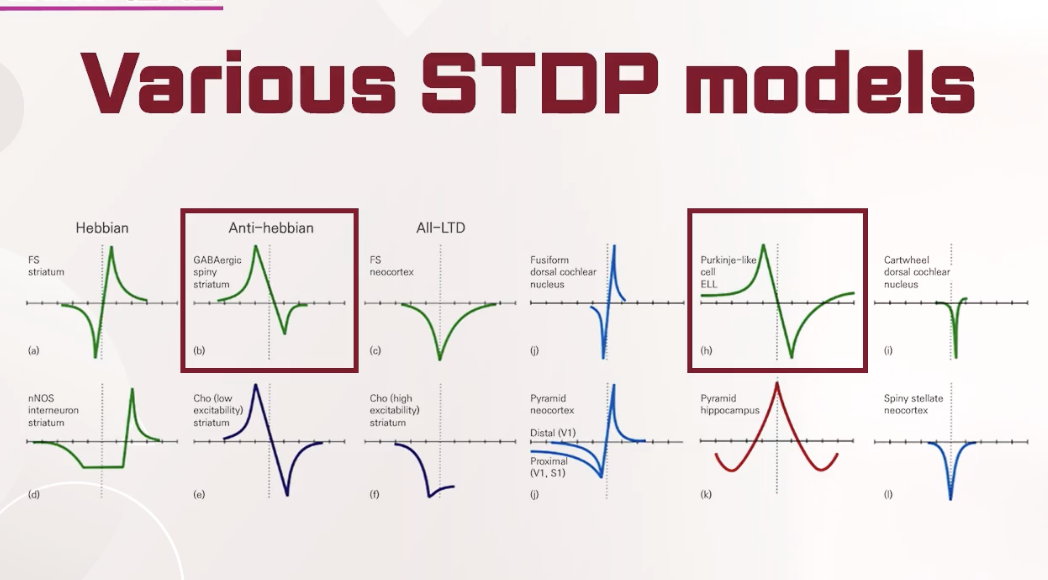 Various STDP models
Hebbian
Anti-hebbian
All-LTD
FS
striatum
(a)
GABAergic
spiny
striatum
(b)
FS
neocortex
(c)
Fusiform
dorsal cochlear
nucleus
(j)
Purkinje-like
cell
ELL
(h)
Cartwheel
dorsal cochlear
nucleus
(i)
nNOS
interneuron
striatum
(d)
Cho (low
excitability)
striatum
(e)
Cho (high
excitability)
striatum
(f)
Pyramid
neocortex
Distal (V1)
Proximal
(V1, S1)
(j)
Pyramid
hippocampus
(k)
Spiny stellate
neocortex
(l)